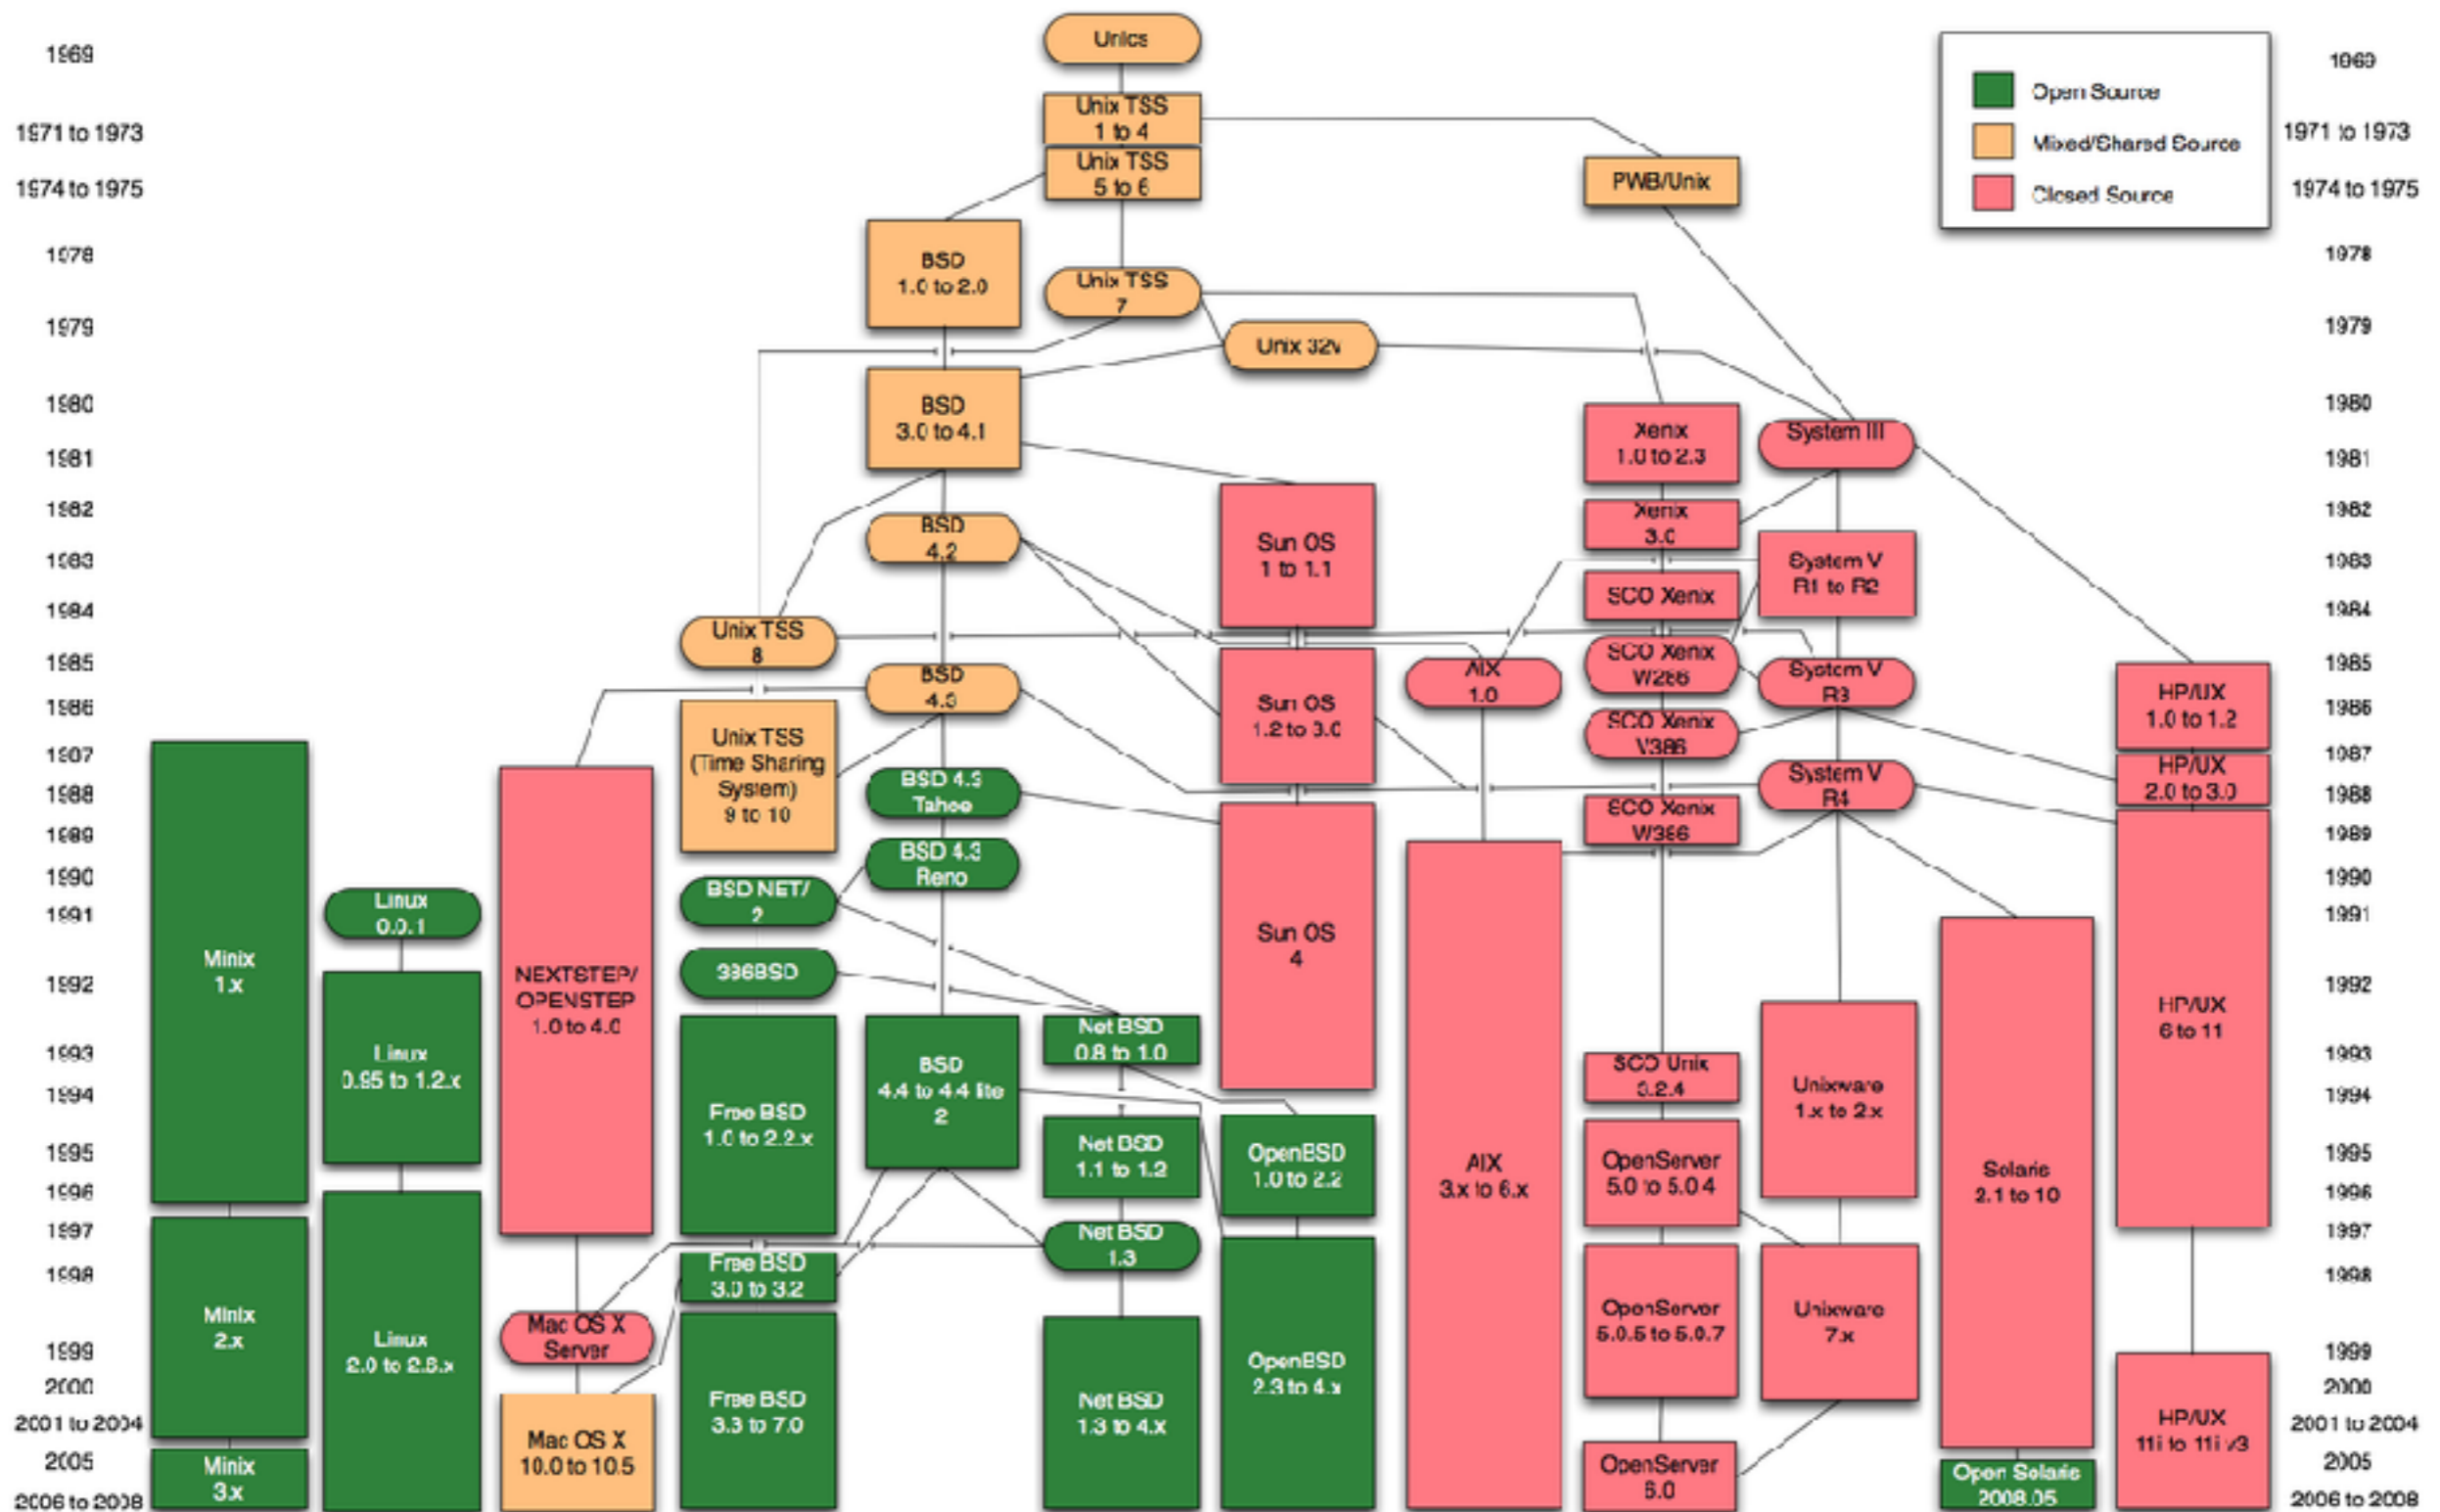 Unics
1969
1969
Open Source
Unix TSS
1 to 4
1971 to 1973
1971 to 1973
Mixed/Shared Source
Unix TSS
5 to 6
PWB/Unix
1974 to 1975
1974 to 1975
Closed Source
BSD
1.0 to 2.0
1978
1978
Unix TSS
7
1979
1979
Unix 32v
BSD
3.0 to 4.1
1980
1980
Xenix
1.0 to 2.3
System III
1981
1981
1982
1982
BSD
4.2
Sun OS
1 to 1.1
Xenix
3.0
1983
1983
System V
R1 to R2
SCO Xenix
1984
1984
Unix TSS
8
1985
1985
BSD
4.3
AIX
1.0
SCO Xenix
W286
System V
R3
1986
1986
Unix TSS
(Time Sharing
System)
9 to 10
Sun OS
1.2 to 3.0
SCO Xenix
V386
HP/UX
1.0 to 1.2
1987
1987
BSD 4.3
Tahoe
System V
R4
HP/UX
2.0 to 3.0
1988
1988
SCO Xenix
W386
1989
1989
BSD 4.3
Reno
1990
1990
BSD NET/
2
Linux
0.0.1
1991
1991
Minix
1.x
NEXTSTEP/
OPENSTEP
1.0 to 4.0
386BSD
Sun OS
4
1992
1992
HP/UX
6 to 11
Linux
0.95 to 1.2.x
Net BSD
0.8 to 1.0
1993
1993
BSD
4.4 to 4.4 lite
2
SCO Unix
3.2.4
Unixware
1.x to 2.x
1994
1994
Free BSD
1.0 to 2.2.x
Net BSD
1.1 to 1.2
OpenBSD
1.0 to 2.2
AIX
3.x to 6.x
OpenServer
5.0 to 5.0.4
Solaris
2.1 to 10
1995
1995
1996
1996
1997
1997
Net BSD
1.3
Free BSD
3.0 to 3.2
1998
1998
Minix
2.x
Linux
2.0 to 2.6.x
Mac OS X
Server
OpenServer
5.0.5 to 5.0.7
Unixware
7.x
1999
1999
OpenBSD
2.3 to 4.x
2000
2000
Free BSD
3.3 to 7.0
Net BSD
1.3 to 4.x
HP/UX
11i to 11i v3
2001 to 2004
2001 to 2004
Mac OS X
10.0 to 10.5
2005
2005
Minix
3.x
OpenServer
6.0
Open Solaris
2008.05
2006 to 2008
2006 to 2008